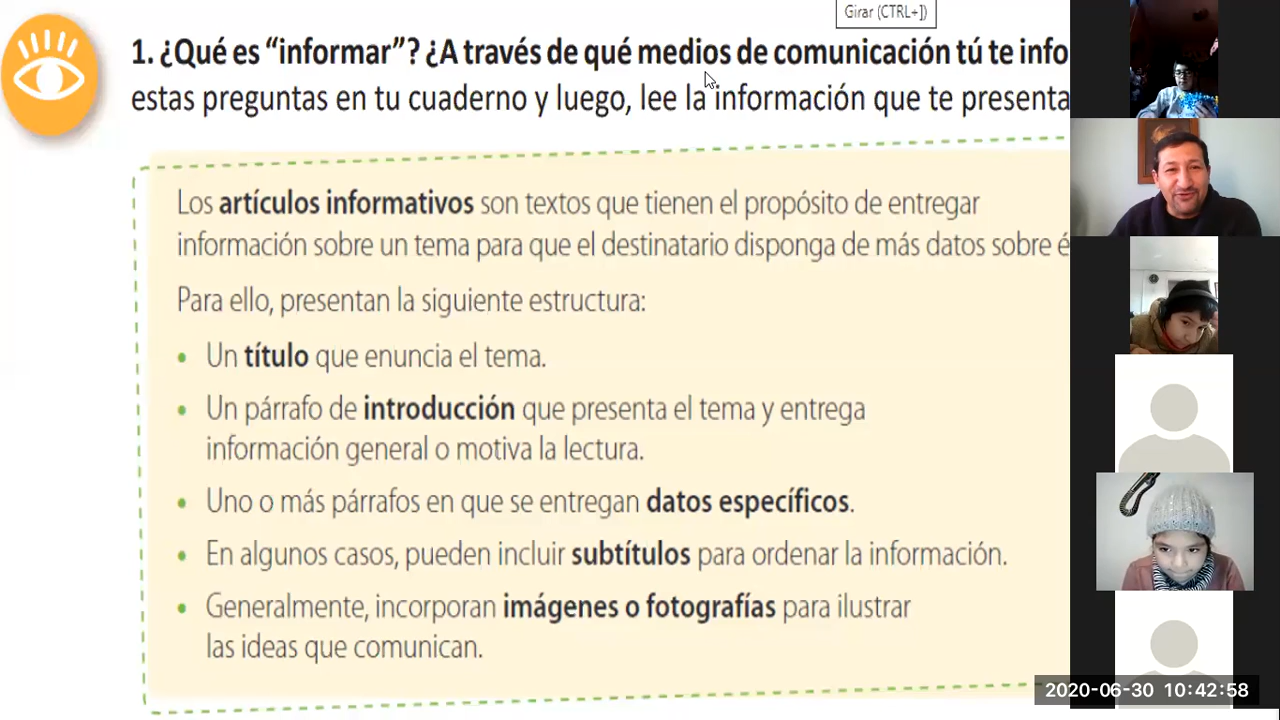 Girar (CTRL+])
1. ¿Qué es “informar”? ¿A través de qué medios de comunicación tú te info
estas preguntas en tu cuaderno y luego, lee la información que te presenta
Los artículos informativos son textos que tienen el propósito de entregar
información sobre un tema para que el destinatario disponga de más datos sobre é
Para ello, presentan la siguiente estructura:
• Un título que enuncia el tema.
• Un párrafo de introducción que presenta el tema y entrega
información general o motiva la lectura.
• Uno o más párrafos en que se entregan datos específicos.
• En algunos casos, pueden incluir subtítulos para ordenar la información.
• Generalmente, incorporan imágenes o fotografías para ilustrar
las ideas que comunican.
2020-06-30 10:42:58